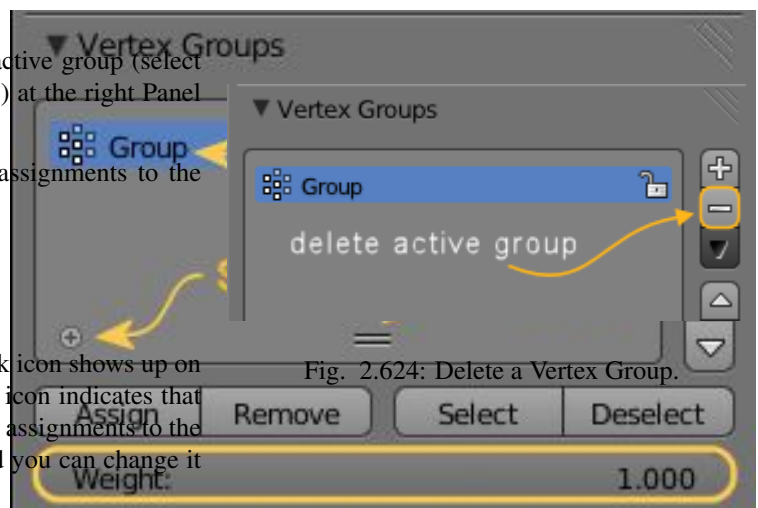 Vertex Groups
active group (select
) at the right Panel
Vertex Groups
Group
assignments to the
Group
delete active group
icon shows up on
Fig. 2.624: Delete a Vertex Group.
icon indicates that
Assign Remove Select Deselect
assignments to the
you can change it
Weight: 1.000